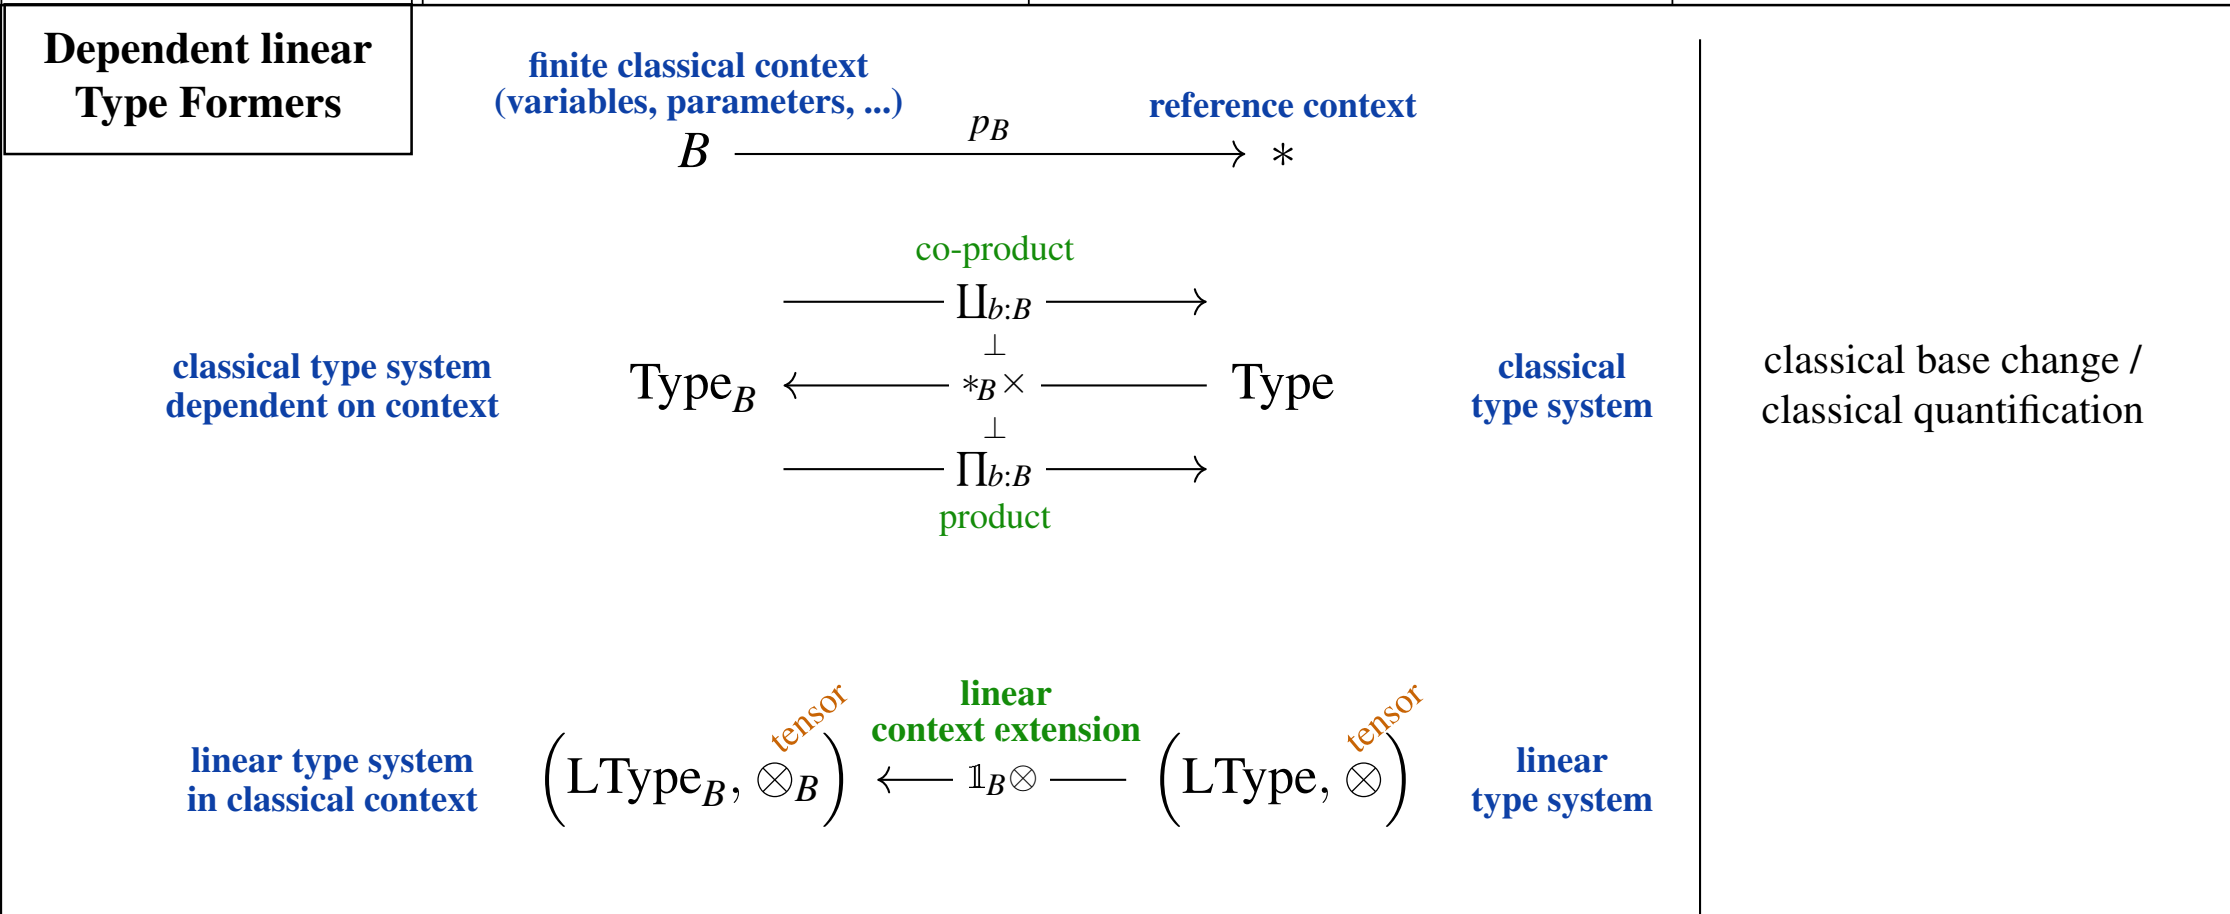 Dependent linear
Type Formers
finite classical context
(variables, parameters, ...)
reference context
B p_B *
co-product
∐_{b:B}
⊥
classical type system
dependent on context
Type_B *_B× Type
classical
type system
classical base change /
classical quantification
⊥
∏_{b:B}
product
linear type system
in classical context
tensor
(LType_B, ⊗_B)
linear
context extension
𝟙_B⊗
tensor
(LType, ⊗)
linear
type system